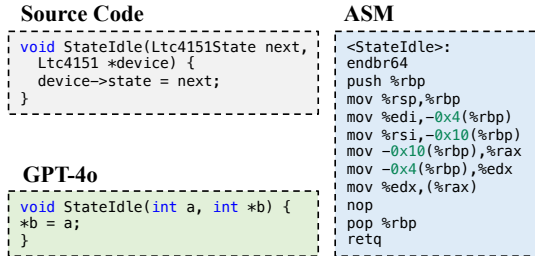 Source Code
void StateIdle(Ltc4151State next,
Ltc4151 *device) {
device->state = next;
}
GPT-4o
void StateIdle(int a, int *b) {
*b = a;
}
ASM
<StateIdle>:
endbr64
push %rbp
mov %rsp,%rbp
mov %edi,-0x4(%rbp)
mov %rsi,-0x10(%rbp)
mov -0x10(%rbp),%rax
mov -0x4(%rbp),%edx
mov %edx,(%rax)
nop
pop %rbp
retq